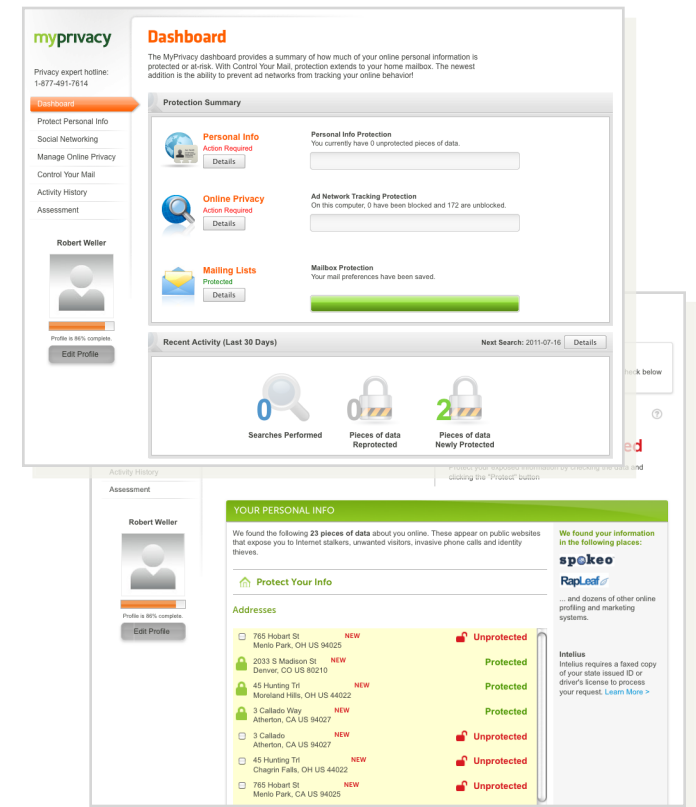 myprivacy
Privacy expert hotline:
1-877-491-7614
Dashboard
Protect Personal Info
Social Networking
Manage Online Privacy
Control Your Mail
Activity History
Assessment
Robert Weller
Profile is 86% complete.
Edit Profile
Dashboard
The MyPrivacy dashboard provides a summary of how much of your online personal information is
protected or at-risk. With Control Your Mail, protection extends to your home mailbox. The newest
addition is the ability to prevent ad networks from tracking your online behavior!
Protection Summary
Personal Info
Action Required
Details
Personal Info Protection
You currently have 0 unprotected pieces of data.
Online Privacy
Action Required
Details
Ad Network Tracking Protection
On this computer, 0 have been blocked and 172 are unblocked.
Mailing Lists
Protected
Details
Mailbox Protection
Your mail preferences have been saved.
Recent Activity (Last 30 Days)
Next Search: 2011-07-16 Details
0
Searches Performed
0
Pieces of data
Reprotected
2
Pieces of data
Newly Protected
check below
?
ed
Protect your exposed information by checking the data and
clicking the "Protect" button
Activity History
Assessment
Robert Weller
Profile is 86% complete.
Edit Profile
YOUR PERSONAL INFO
We found the following 23 pieces of data about you online. These appear on public websites
that expose you to Internet stalkers, unwanted visitors, invasive phone calls and identity
thieves.
Protect Your Info
Addresses
765 Hobart St NEW Unprotected
Menlo Park, OH US 94025
2033 S Madison St NEW Protected
Denver, CO US 80210
45 Hunting Trl NEW Protected
Moreland Hills, OH US 44022
3 Callado Way NEW Protected
Atherton, CA US 94027
3 Callado NEW Unprotected
Atherton, CA US 94027
45 Hunting Trl NEW Unprotected
Chagrin Falls, OH US 44022
765 Hobart St NEW Unprotected
Menlo Park, CA US 94025
We found your information
in the following places:
spokeo
RapLeaf
... and dozens of other online
profiling and marketing
systems.
Intelius
Intelius requires a faxed copy
of your state issued ID or
driver's license to process
your request. Learn More >